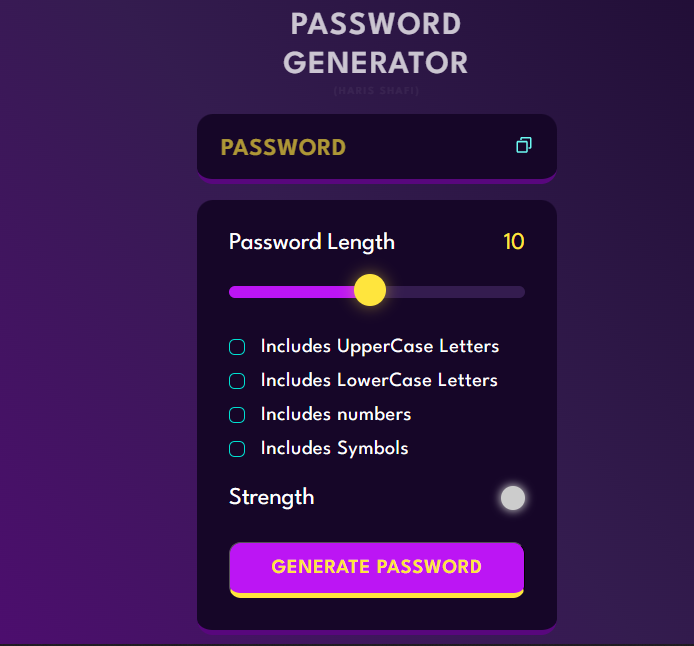 PASSWORD
GENERATOR
[HARIS SHAFI]
PASSWORD
Password Length 10
Includes UpperCase Letters
Includes LowerCase Letters
Includes numbers
Includes Symbols
Strength
GENERATE PASSWORD